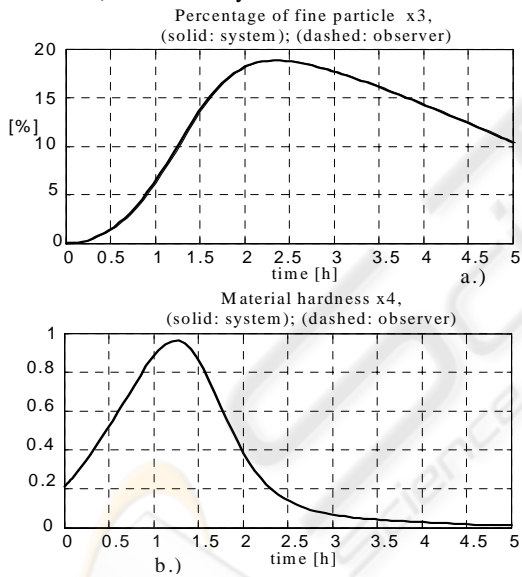 Percentage of fine particle x3,
(solid: system); (dashed: observer)
20
15
[%]
10
5
0
0 0.5 1 1.5 2 2.5 3 3.5 4 4.5 5
time [h]
a.)
Material hardness x4,
(solid: system); (dashed: observer)
1
0.8
0.6
0.4
0.2
0
0 0.5 1 1.5 2 2.5 3 3.5 4 4.5 5
time [h]
b.)
Science